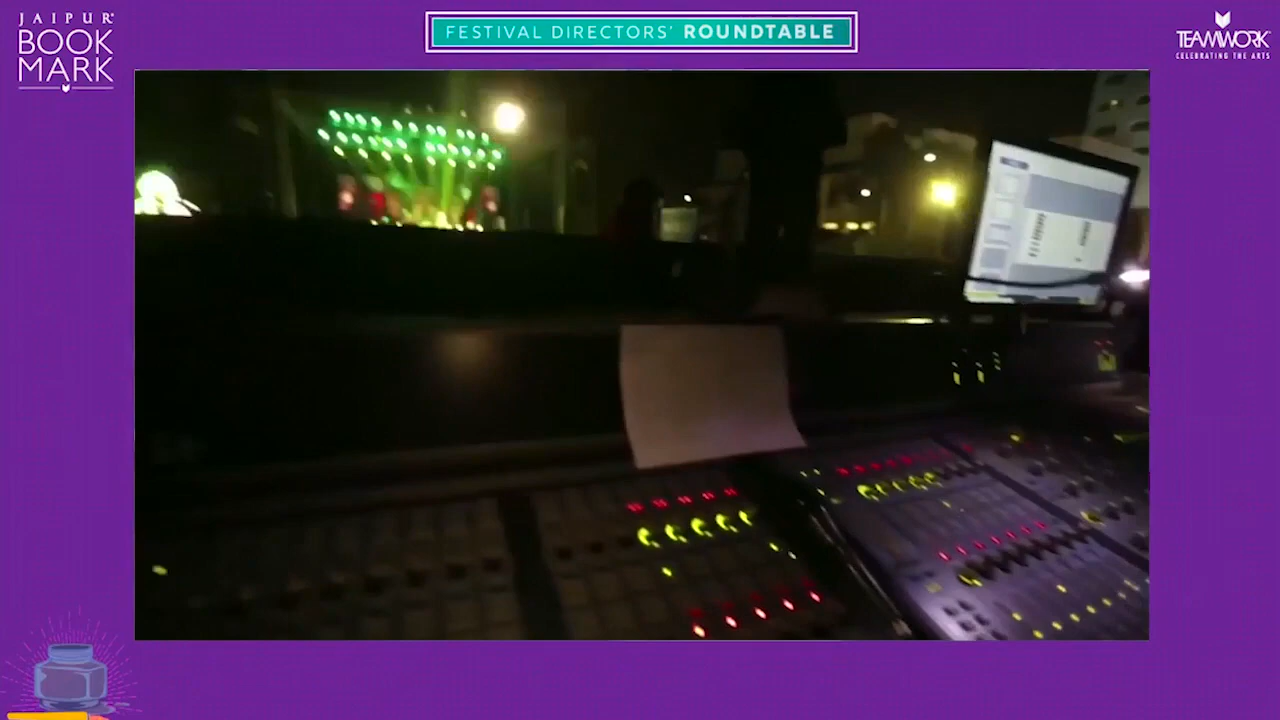 JAIPUR
BOOK
MARK
FESTIVAL DIRECTORS' ROUNDTABLE
TEAMWORK
CELEBRATING THE ARTS